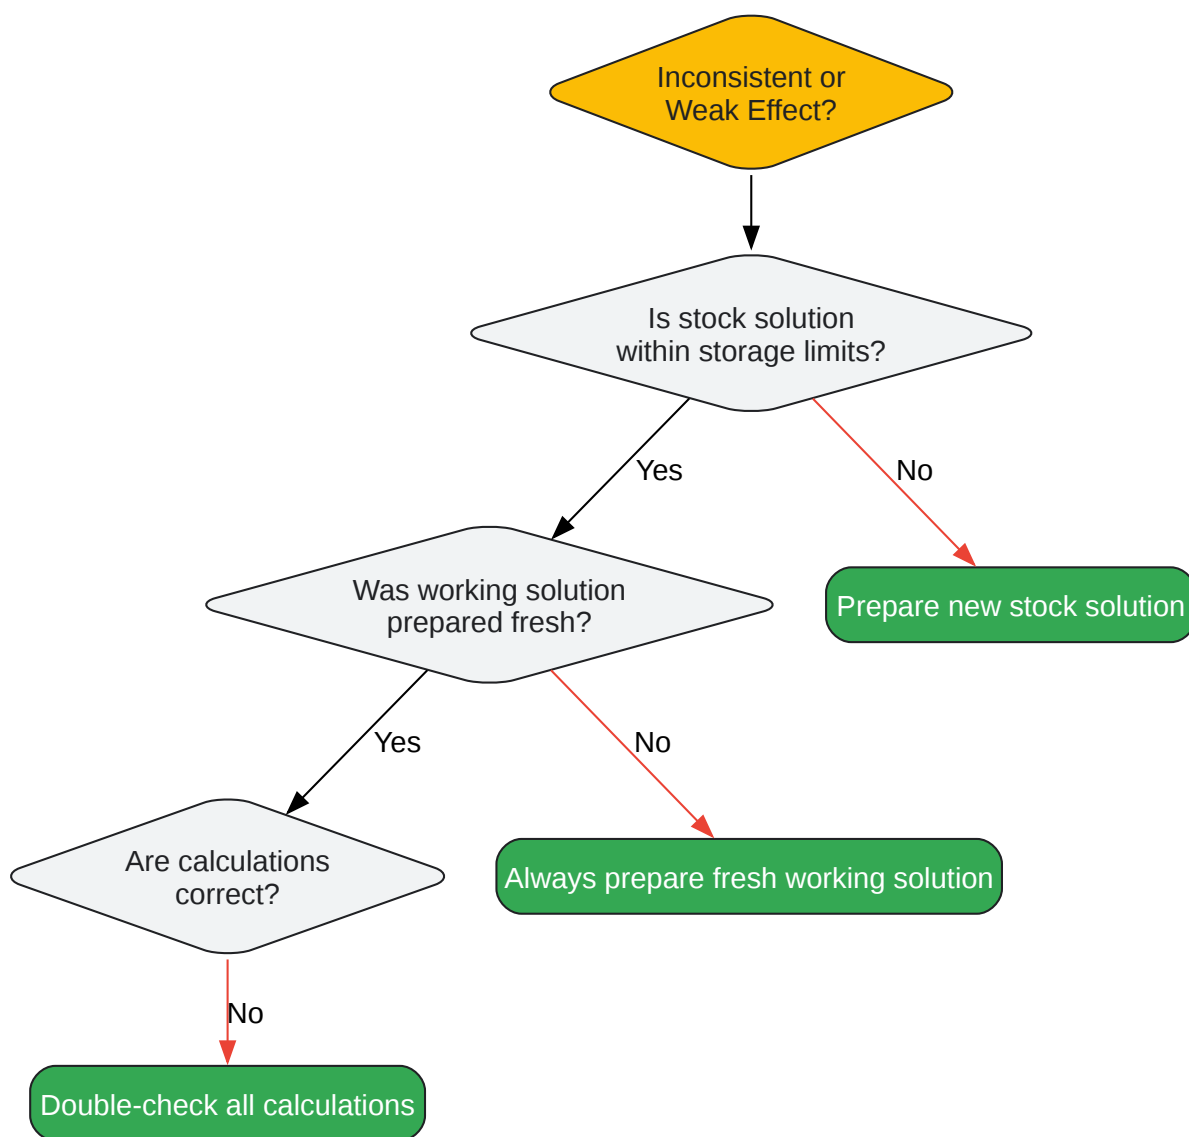 Inconsistent or
Weak Effect?
Is stock solution
within storage limits?
Yes
No
Was working solution
prepared fresh?
Prepare new stock solution
Yes
No
Are calculations
correct?
Always prepare fresh working solution
No
Double-check all calculations